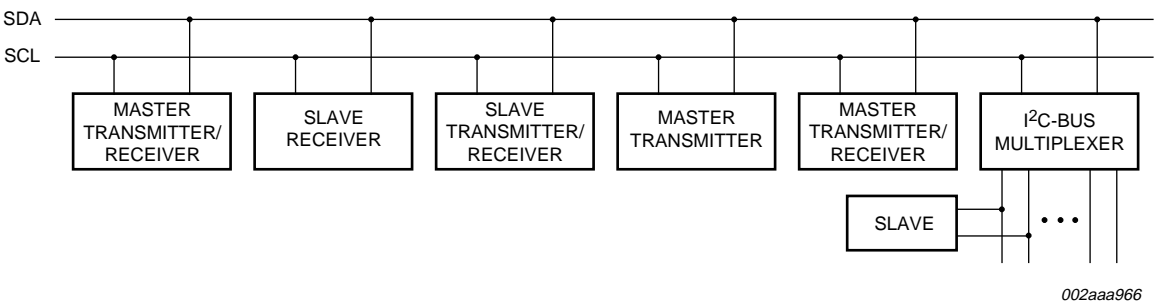 SDA
SCL
MASTER
TRANSMITTER/
RECEIVER
SLAVE
RECEIVER
SLAVE
TRANSMITTER/
RECEIVER
MASTER
TRANSMITTER
MASTER
TRANSMITTER/
RECEIVER
I²C-BUS
MULTIPLEXER
SLAVE
002aaa966